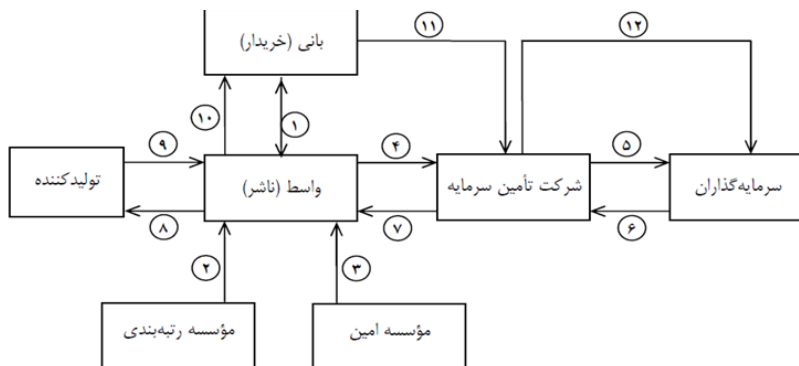 بانی (خریدار)
۱۱
۱۲
۱۰
۱
۹
۴
۵
تولیدکننده
واسط (ناشر)
شرکت تأمین سرمایه
سرمایه‌گذاران
۸
۷
۶
۲
۳
مؤسسه رتبه‌بندی
مؤسسه امین